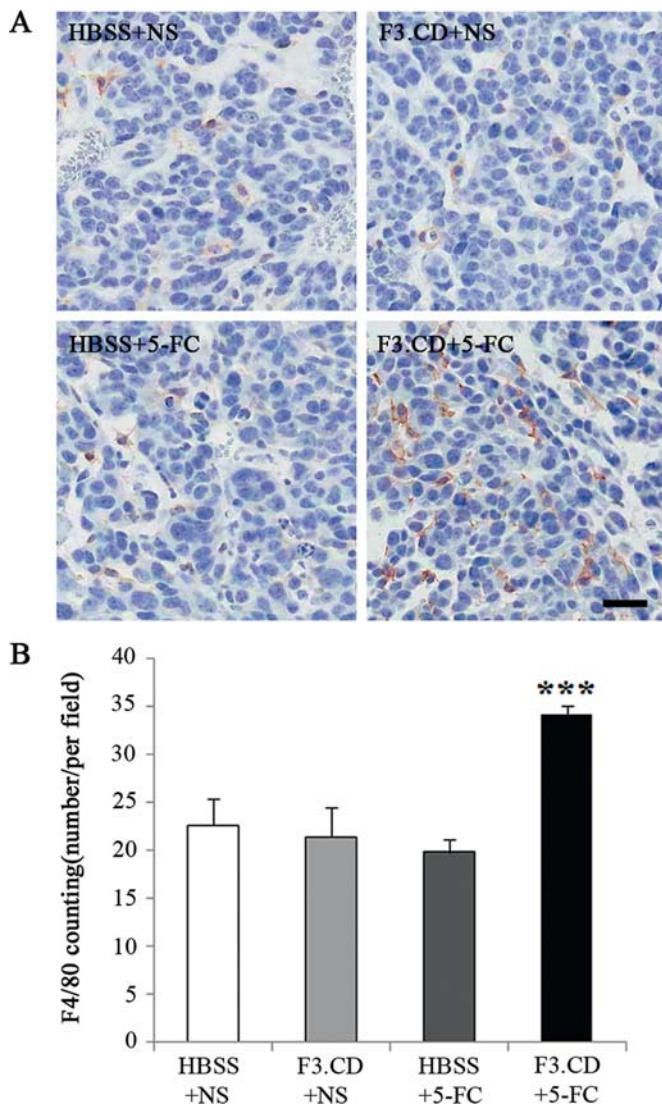 A
HBSS+NS
F3.CD+NS
HBSS+5-FC
F3.CD+5-FC
B
F4/80 counting(number/per field)
40
35
30
25
20
15
10
5
0
***
HBSS
+NS
F3.CD
+NS
HBSS
+5-FC
F3.CD
+5-FC